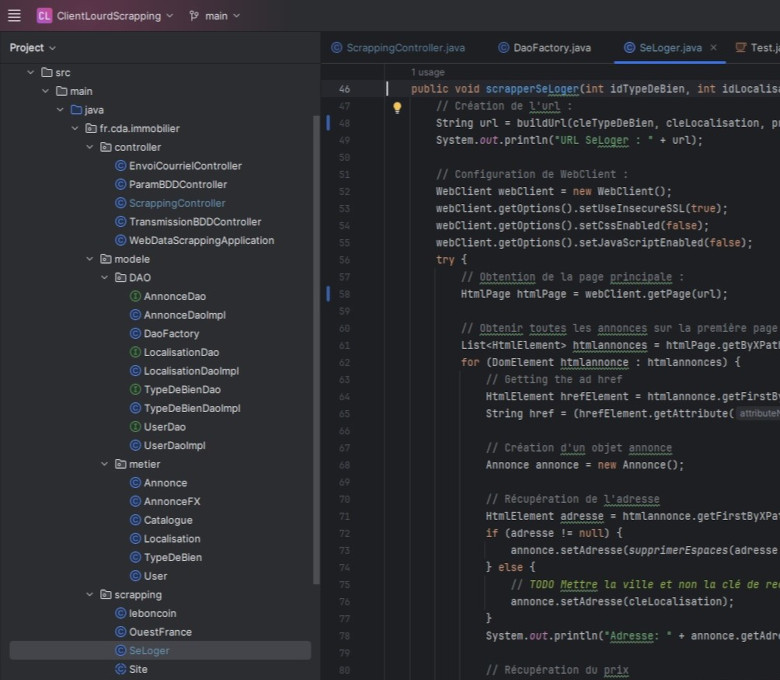 CL ClientLourdScrapping main
Project
src
main
java
fr.cda.immobilier
controller
EnvoiCourrielController
ParamBDDController
ScrappingController
TransmissionBDDController
WebDataScrappingApplication
modele
DAO
AnnonceDao
AnnonceDaoImpl
DaoFactory
LocalisationDao
LocalisationDaoImpl
TypeDeBienDao
TypeDeBienDaoImpl
UserDao
UserDaoImpl
metier
Annonce
AnnonceFX
Catalogue
Localisation
TypeDeBien
User
scrapping
leboncoin
OuestFrance
SeLoger
Site
ScrappingController.java DaoFactory.java SeLoger.java × Test.j
1 usage
46 public void scrapperSeLoger(int idTypeDeBien, int idLocalisa
47 // Création de l'url :
48 String url = buildUrl(cleTypeDeBien, cleLocalisation, p
49 System.out.println("URL SeLoger : " + url);
50
51 // Configuration de WebClient :
52 WebClient webClient = new WebClient();
53 webClient.getOptions().setUseInsecureSSL(true);
54 webClient.getOptions().setCssEnabled(false);
55 webClient.getOptions().setJavaScriptEnabled(false);
56 try {
57 // Obtention de la page principale :
58 HtmlPage htmlPage = webClient.getPage(url);
59
60 // Obtenir toutes les annonces sur la première page
61 List<HtmlElement> htmlannonces = htmlPage.getByXPath
62 for (DomElement htmlannonce : htmlannonces) {
63 // Getting the ad href
64 HtmlElement hrefElement = htmlannonce.getFirstBy
65 String href = (hrefElement.getAttribute( attributeN
66
67 // Création d'un objet annonce
68 Annonce annonce = new Annonce();
69
70 // Récupération de l'adresse
71 HtmlElement adresse = htmlannonce.getFirstByXPat
72 if (adresse != null) {
73 annonce.setAdresse(supprimerEspaces(adresse
74 } else {
75 // TODO Mettre la ville et non la clé de rec
76 annonce.setAdresse(cleLocalisation);
77 }
78 System.out.println("Adresse: " + annonce.getAdre
79
80 // Récupération du prix